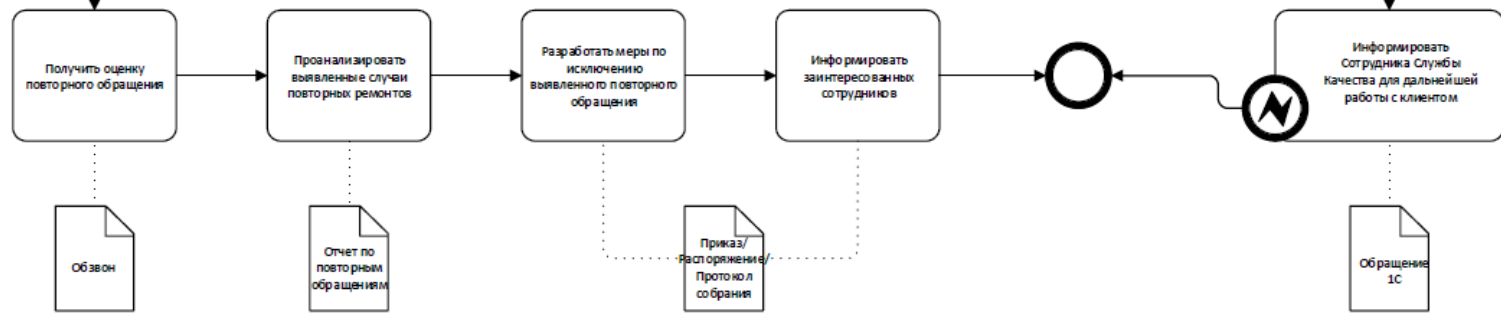 Получить оценку
повторного обращения
Проанализировать
выявленные случаи
повторных ремонтов
Разработать меры по
исключению
выявленного повторного
обращения
Информировать
заинтересованных
сотрудников
Информировать
Сотрудника Службы
Качества для дальнейшей
работы с клиентом
Обзвон
Отчет по
повторным
обращениям
Приказ/
Распоряжение/
Протокол
собрания
Обращение
1С